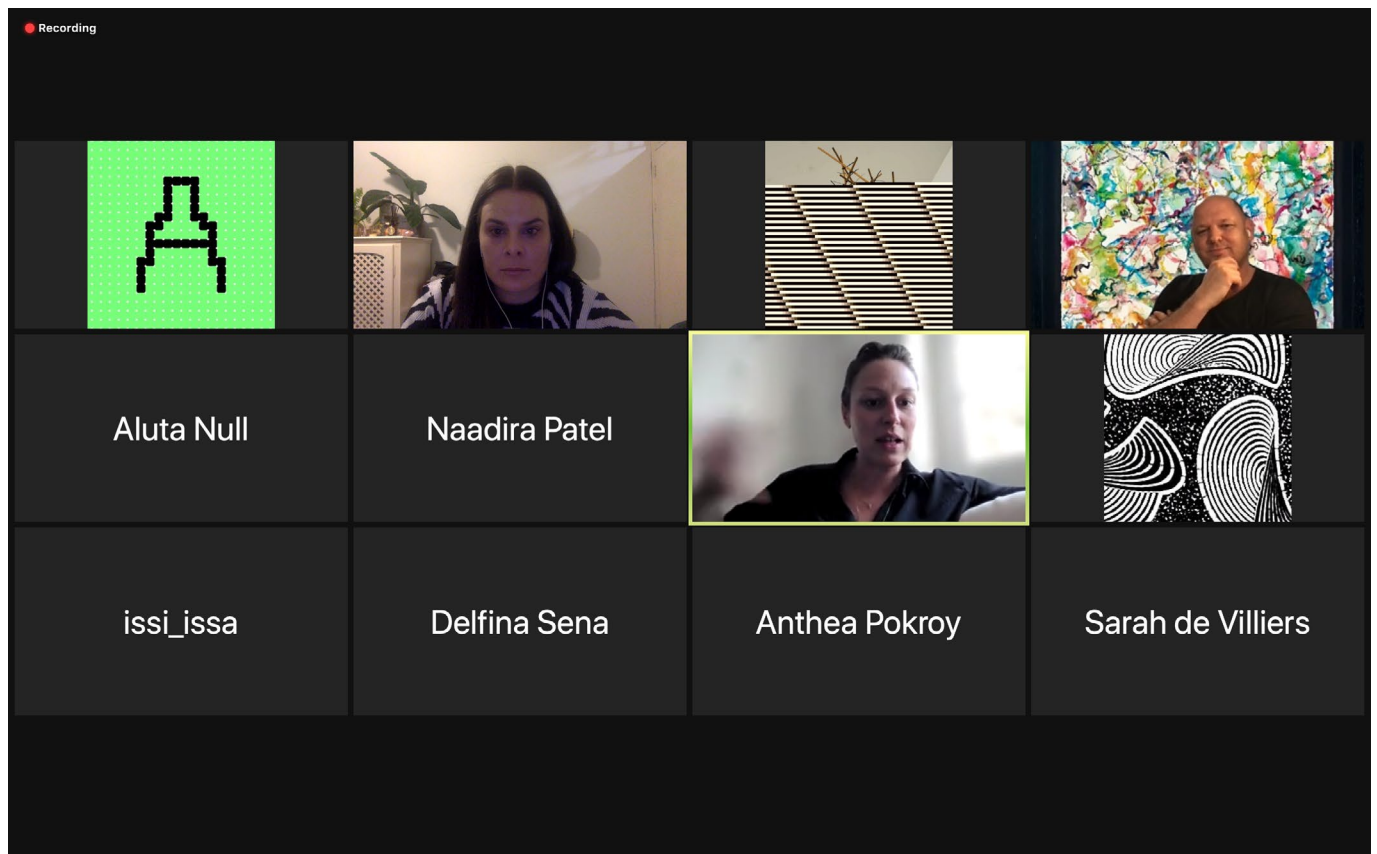 Recording
Aluta Null
Naadira Patel
issi_issa
Delfina Sena
Anthea Pokroy
Sarah de Villiers